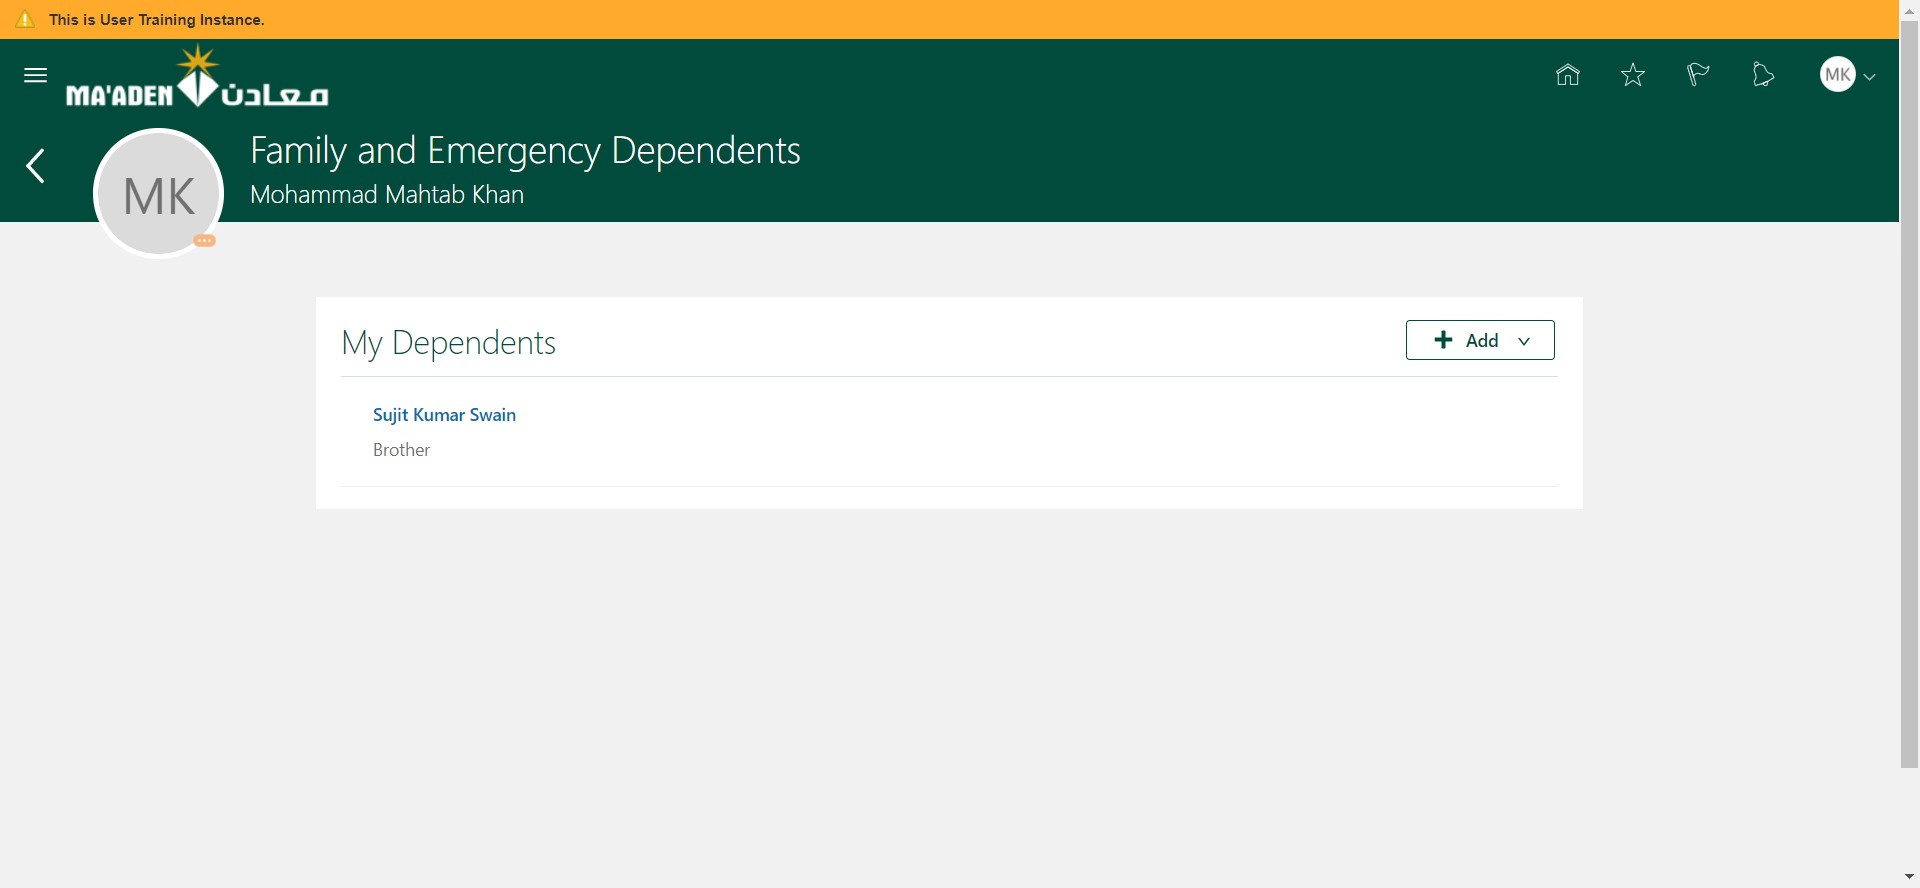 This is User Training Instance.
MA'ADEN معادن
MK
Family and Emergency Dependents
Mohammad Mahtab Khan
MK
My Dependents
Add
Sujit Kumar Swain
Brother